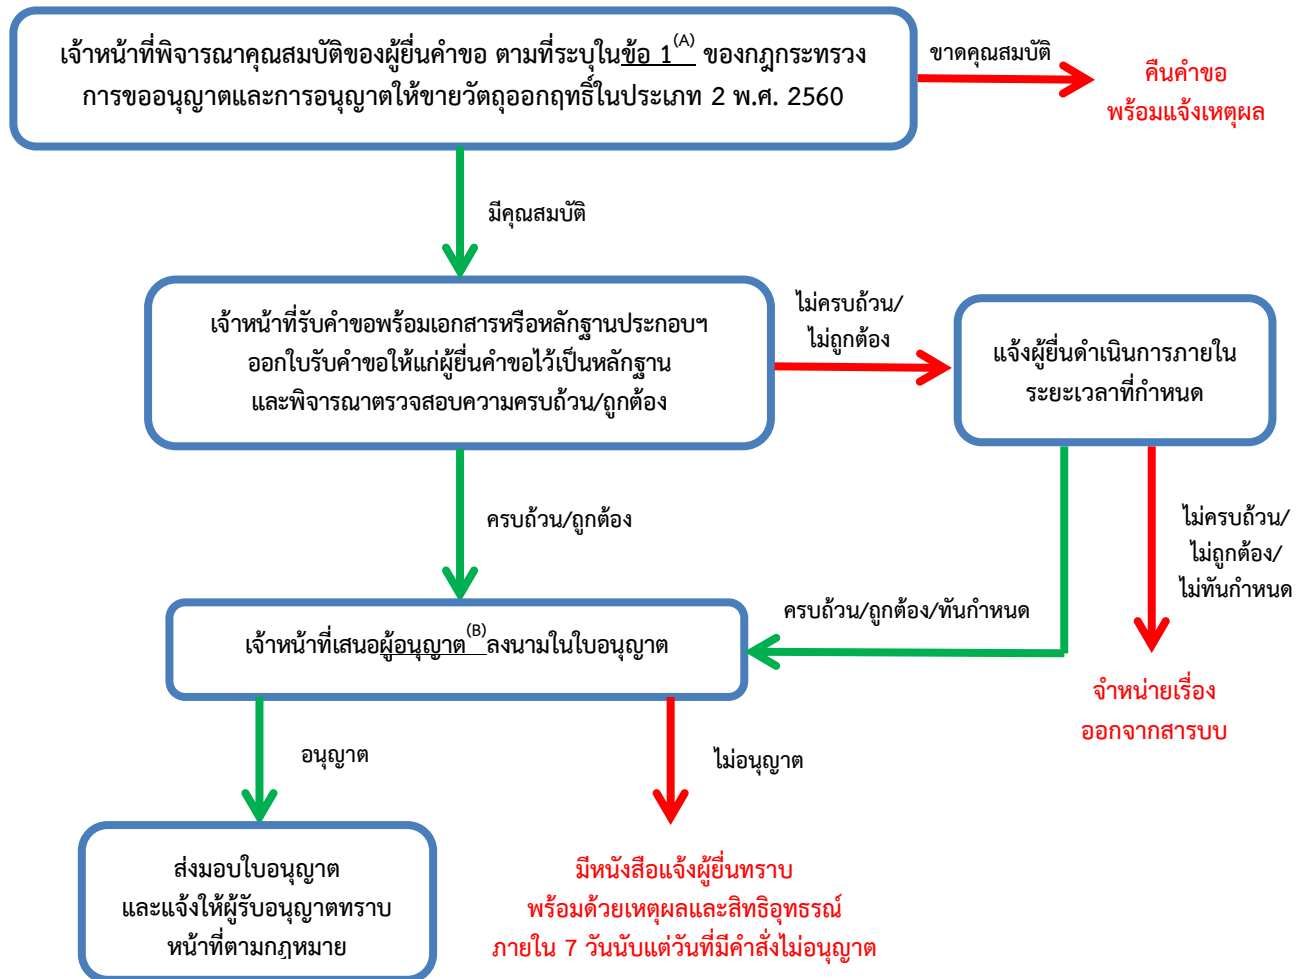 เจ้าหน้าที่พิจารณาคุณสมบัติของผู้ยื่นคำขอ ตามที่ระบุในข้อ 1(A) ของกฎกระทรวง
การขออนุญาตและการอนุญาตให้ขายวัตถุออกฤทธิ์ในประเภท 2 พ.ศ. 2560
ขาดคุณสมบัติ
คืนคำขอ
พร้อมแจ้งเหตุผล
มีคุณสมบัติ
เจ้าหน้าที่รับคำขอพร้อมเอกสารหรือหลักฐานประกอบฯ
ออกใบรับคำขอให้แก่ผู้ยื่นคำขอไว้เป็นหลักฐาน
และพิจารณาตรวจสอบความครบถ้วน/ถูกต้อง
ไม่ครบถ้วน/
ไม่ถูกต้อง
แจ้งผู้ยื่นดำเนินการภายใน
ระยะเวลาที่กำหนด
ครบถ้วน/ถูกต้อง
ไม่ครบถ้วน/
ไม่ถูกต้อง/
ไม่ทันกำหนด
ครบถ้วน/ถูกต้อง/ทันกำหนด
เจ้าหน้าที่เสนอผู้อนุญาต(B)ลงนามในใบอนุญาต
จำหน่ายเรื่อง
ออกจากสารบบ
อนุญาต
ไม่อนุญาต
ส่งมอบใบอนุญาต
และแจ้งให้ผู้รับอนุญาตทราบ
หน้าที่ตามกฎหมาย
มีหนังสือแจ้งผู้ยื่นทราบ
พร้อมด้วยเหตุผลและสิทธิอุทธรณ์
ภายใน 7 วันนับแต่วันที่มีคำสั่งไม่อนุญาต